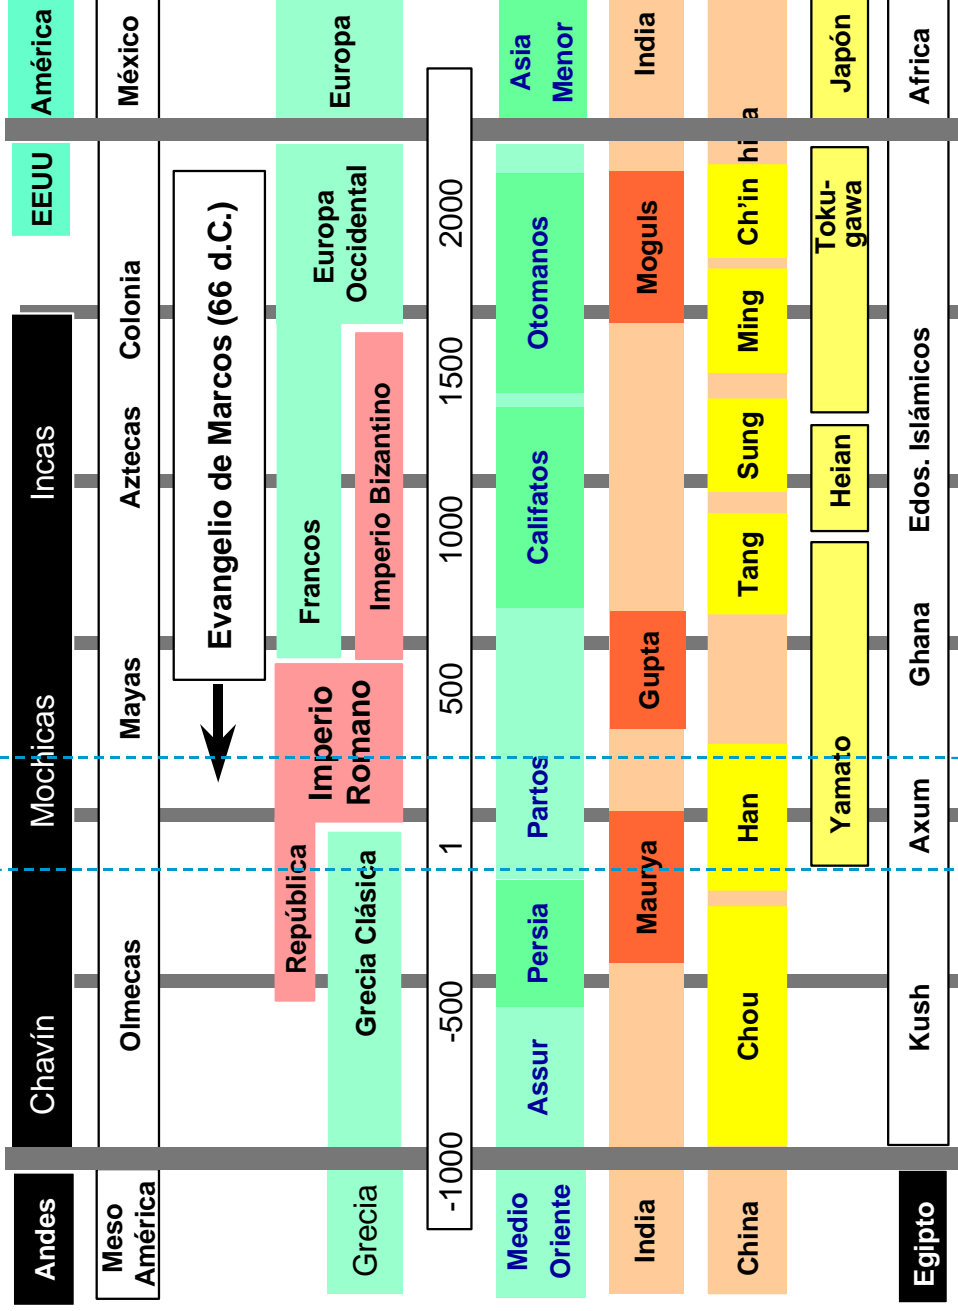 Andes
Chavín
Mochicas
Incas
EEUU
América
Meso
América
Olmecas
Mayas
Aztecas
Colonia
México
Evangelio de Marcos (66 d.C.)
República
Imperio
Romano
Francos
Europa
Occidental
Europa
Grecia
Grecia Clásica
Imperio Bizantino
-1000
-500
1
500
1000
1500
2000
Medio
Oriente
Assur
Persia
Partos
Califatos
Otomanos
Asia
Menor
India
Maurya
Gupta
Moguls
India
China
Chou
Han
Tang
Sung
Ming
Ch'in
hi a
Yamato
Heian
Toku-
gawa
Japón
Egipto
Kush
Axum
Ghana
Edos. Islámicos
Africa